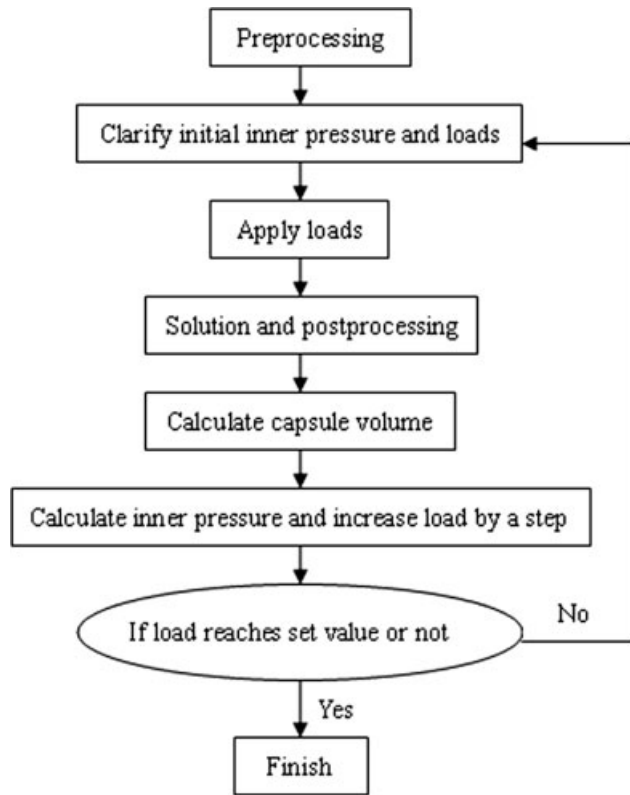 Preprocessing
Clarify initial inner pressure and loads
Apply loads
Solution and postprocessing
Calculate capsule volume
Calculate inner pressure and increase load by a step
If load reaches set value or not
No
Yes
Finish